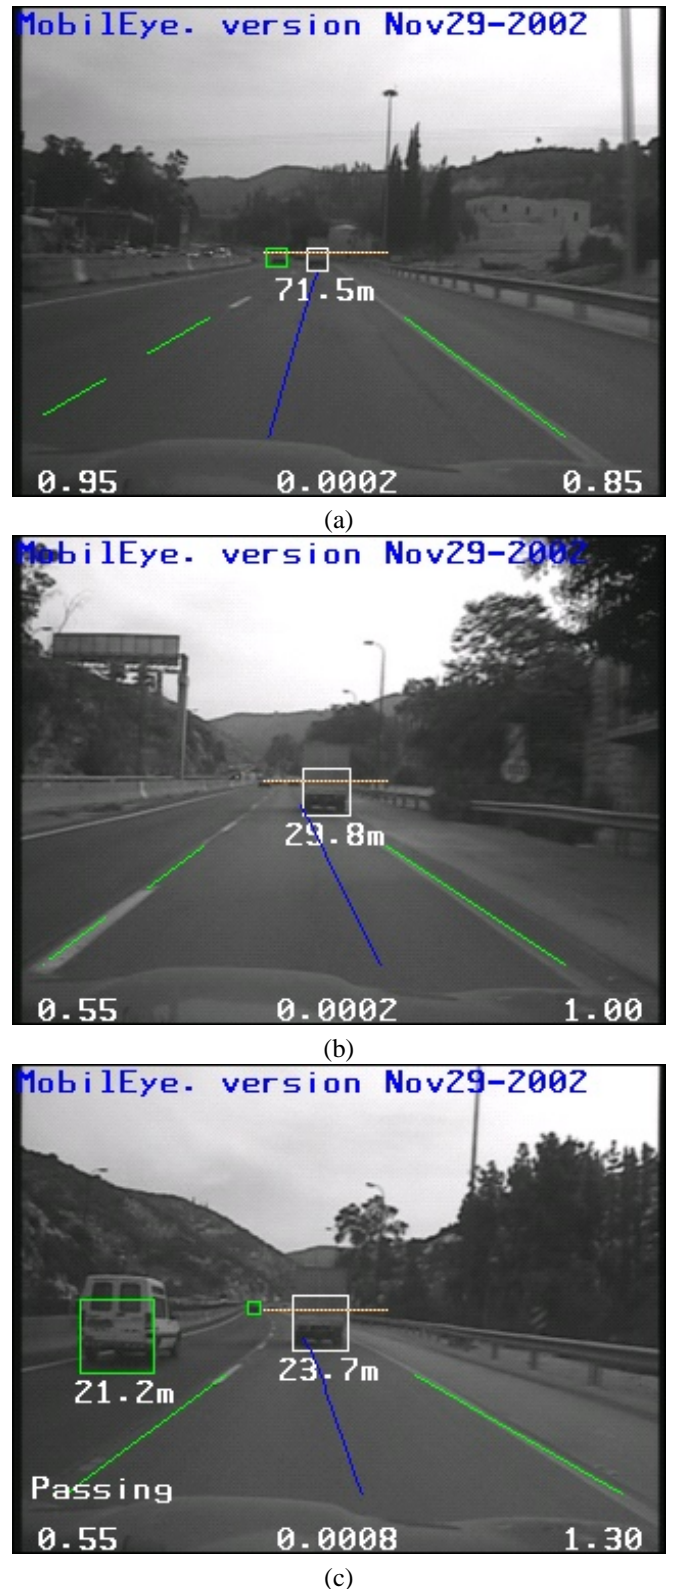 MobilEye. version Nov29-2002
71.5m
0.95 0.0002 0.85
(a)
MobilEye. version Nov29-2002
29.8m
0.55 0.0002 1.00
(b)
MobilEye. version Nov29-2002
21.2m 23.7m
Passing
0.55 0.0008 1.30
(c)